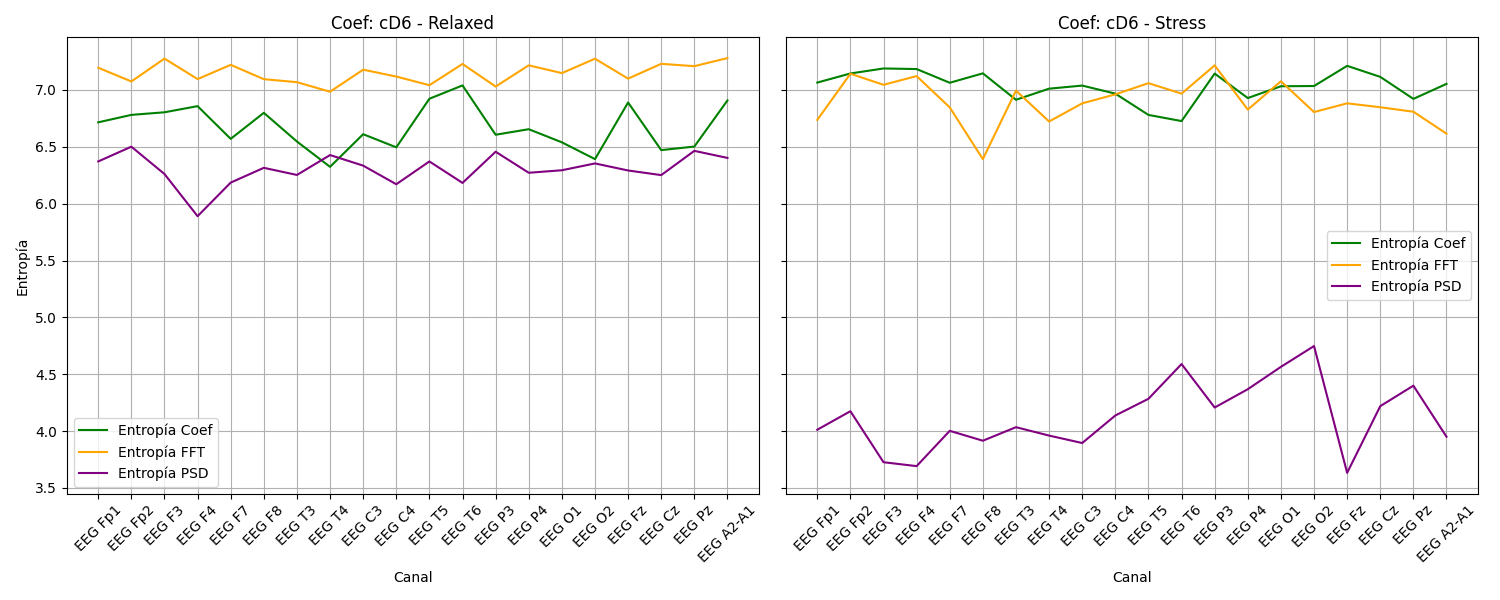 Coef: cD6 - Relaxed
Entropía
7.0
6.5
6.0
5.5
5.0
4.5
4.0
3.5
Entropía Coef
Entropía FFT
Entropía PSD
EEG Fp1
EEG Fp2
EEG F3
EEG F4
EEG F7
EEG F8
EEG T3
EEG T4
EEG C3
EEG C4
EEG T5
EEG T6
EEG P3
EEG P4
EEG O1
EEG O2
EEG Fz
EEG Cz
EEG Pz
EEG A2-A1
Canal
Coef: cD6 - Stress
Entropía Coef
Entropía FFT
Entropía PSD
EEG Fp1
EEG Fp2
EEG F3
EEG F4
EEG F7
EEG F8
EEG T3
EEG T4
EEG C3
EEG C4
EEG T5
EEG T6
EEG P3
EEG P4
EEG O1
EEG O2
EEG Fz
EEG Cz
EEG Pz
EEG A2-A1
Canal